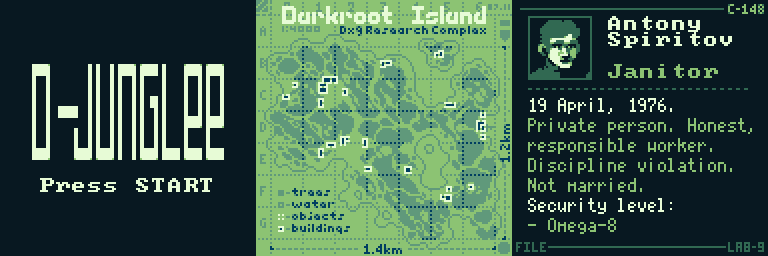 D-JUNGLEE
Press START
Darkroot Island
1:4000
Dx9 Research Complex
A
B
C
D
E
F
G
-trees
-water
-objects
-buildings
1.2km
1.4km
C-148
Antony
Spiritov
Janitor
19 April, 1976.
Private person. Honest,
responsible worker.
Discipline violation.
Not married.
Security level:
- Omega-8
FILE
LAB-9